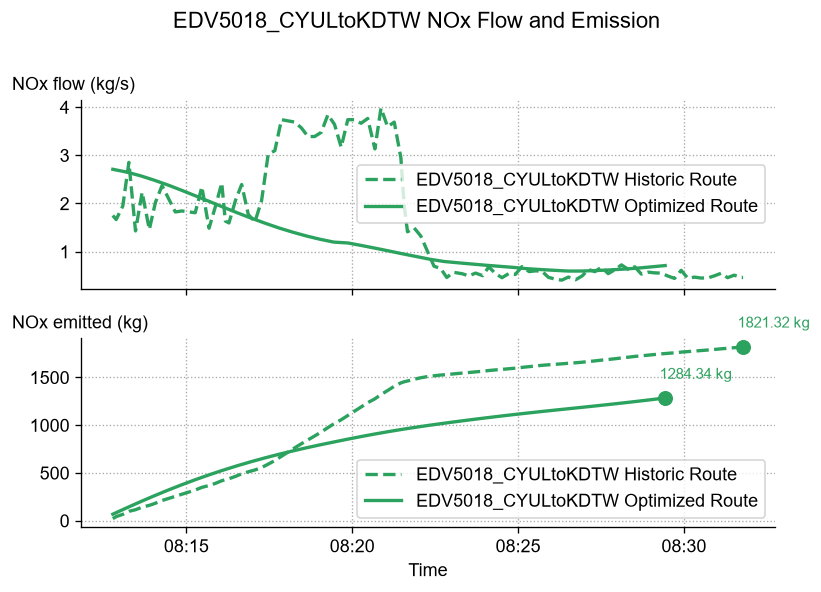 EDV5018_CYULtoKDTW NOx Flow and Emission
NOx flow (kg/s)
4
3
2
1
EDV5018_CYULtoKDTW Historic Route
EDV5018_CYULtoKDTW Optimized Route
NOx emitted (kg)
1821.32 kg
1284.34 kg
1500
1000
500
0
EDV5018_CYULtoKDTW Historic Route
EDV5018_CYULtoKDTW Optimized Route
08:15 08:20 08:25 08:30
Time